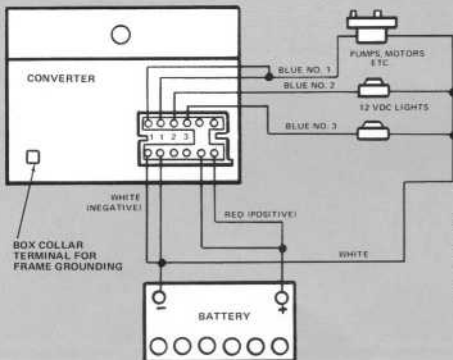 PUMPS, MOTORS
ETC
CONVERTER
BLUE NO. 1
BLUE NO. 2
12 VDC LIGHTS
1 1 2 3
BLUE NO. 3
WHITE
(NEGATIVE)
RED (POSITIVE)
BOX COLLAR
TERMINAL FOR
FRAME GROUNDING
WHITE
- +
BATTERY